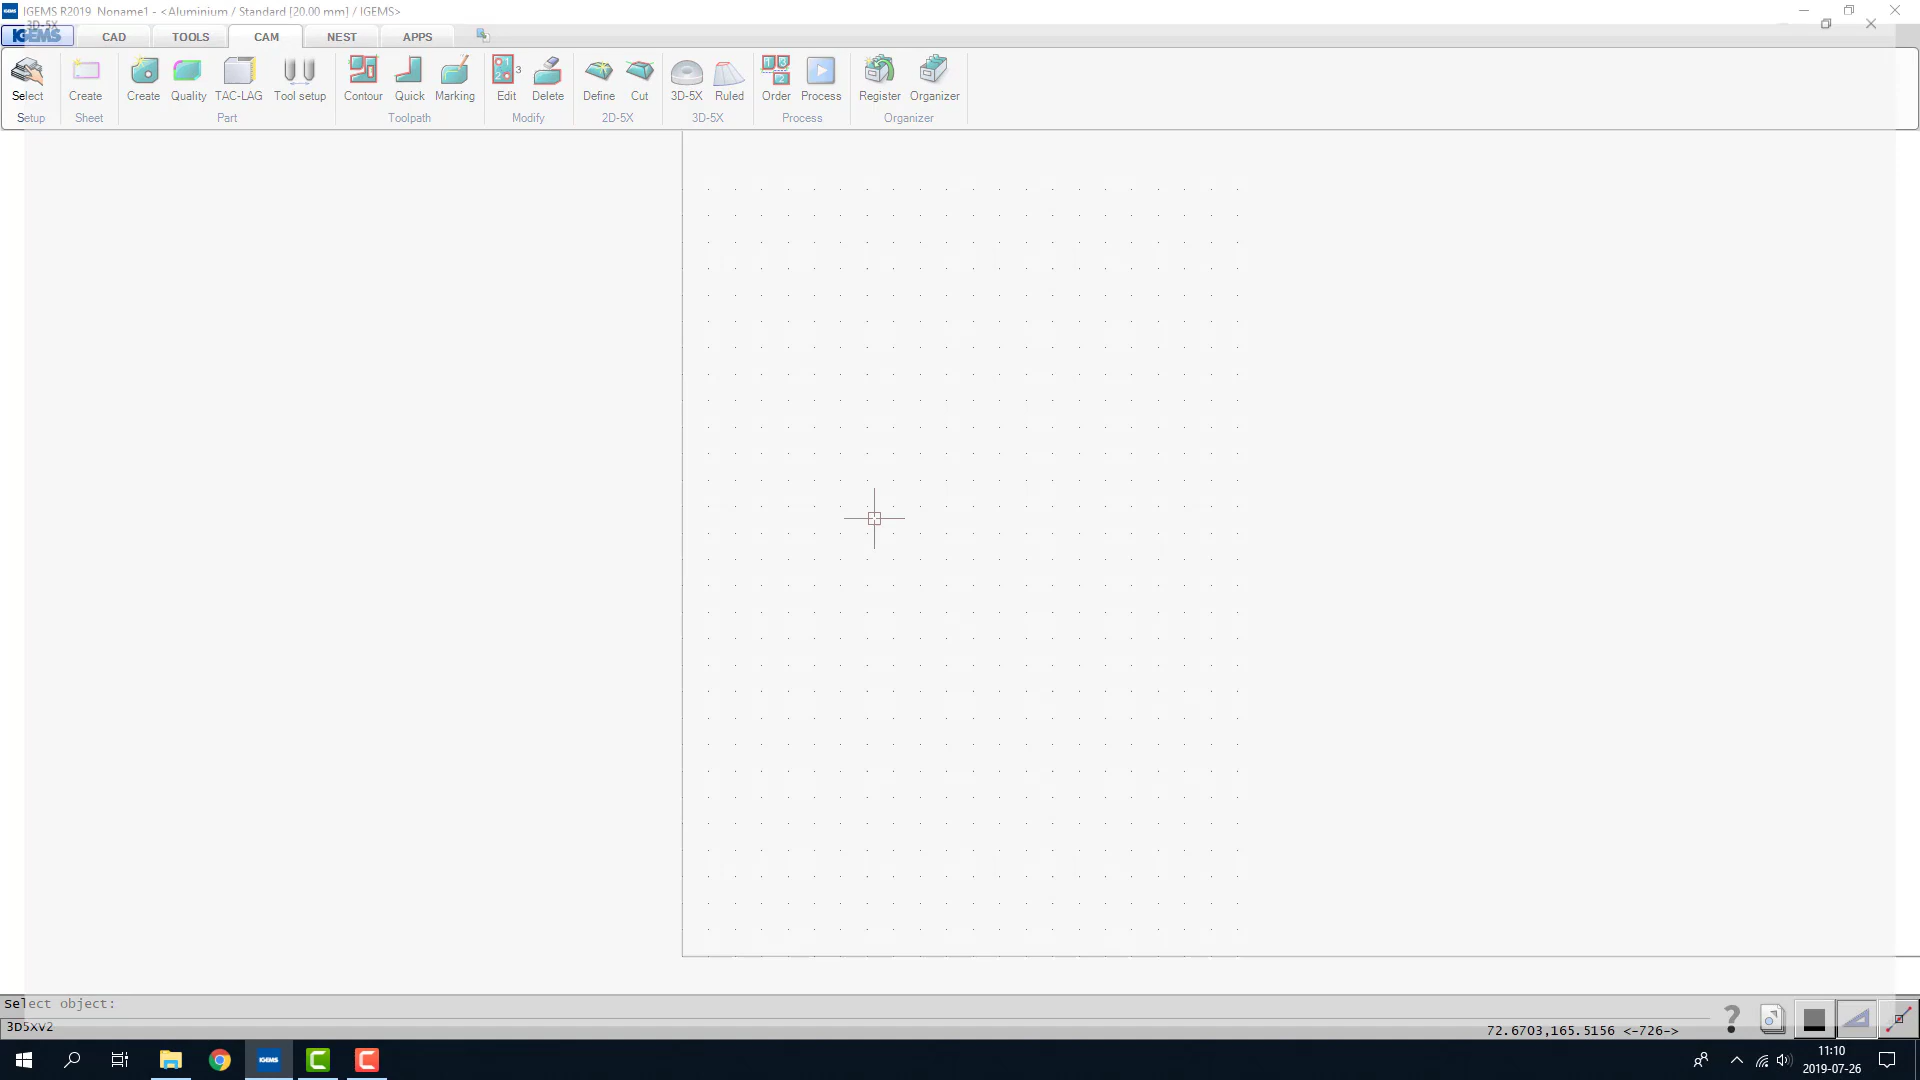 IGEMS R2019 Noname1 - <Aluminium / Standard [20.00 mm] / IGEMS>
3D-5X
IGEMS CAD TOOLS CAM NEST APPS
Select Create Create Quality TAC-LAG Tool setup Contour Quick Marking Edit Delete Define Cut 3D-5X Ruled Order Process Register Organizer
Setup Sheet Part Toolpath Modify 2D-5X 3D-5X Process Organizer
Select object:
3D5XV2
72.6703,165.5156 <-726->
IGEMS
11:10
2019-07-26